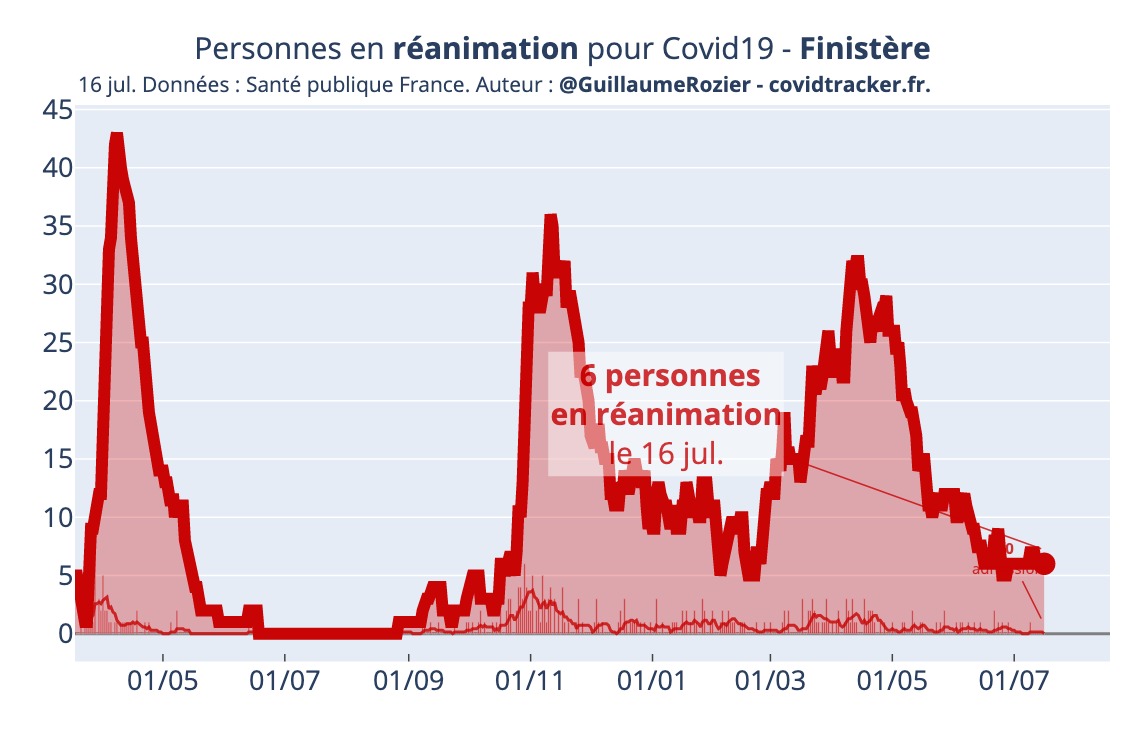 Personnes en réanimation pour Covid19 - Finistère
16 jul. Données : Santé publique France. Auteur : @GuillaumeRozier - covidtracker.fr.
45
40
35
30
25
20
15
10
5
0
6 personnes
en réanimation
le 16 jul.
0
01/05 01/07 01/09 01/11 01/01 01/03 01/05 01/07